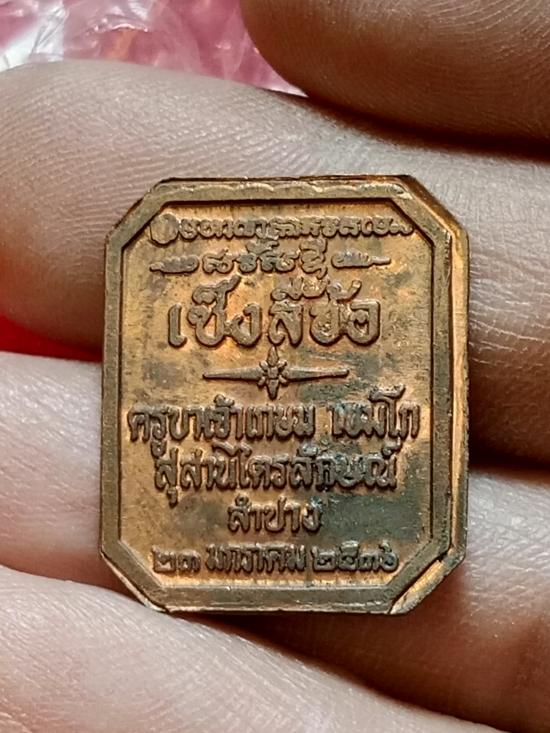 เซ็งลี้ฮ้อ
ครูบาเจ้าเกษม เขมโก
สุสานไตรลักษณ์
ลำปาง
๒๓ มกราคม ๒๕๓๖